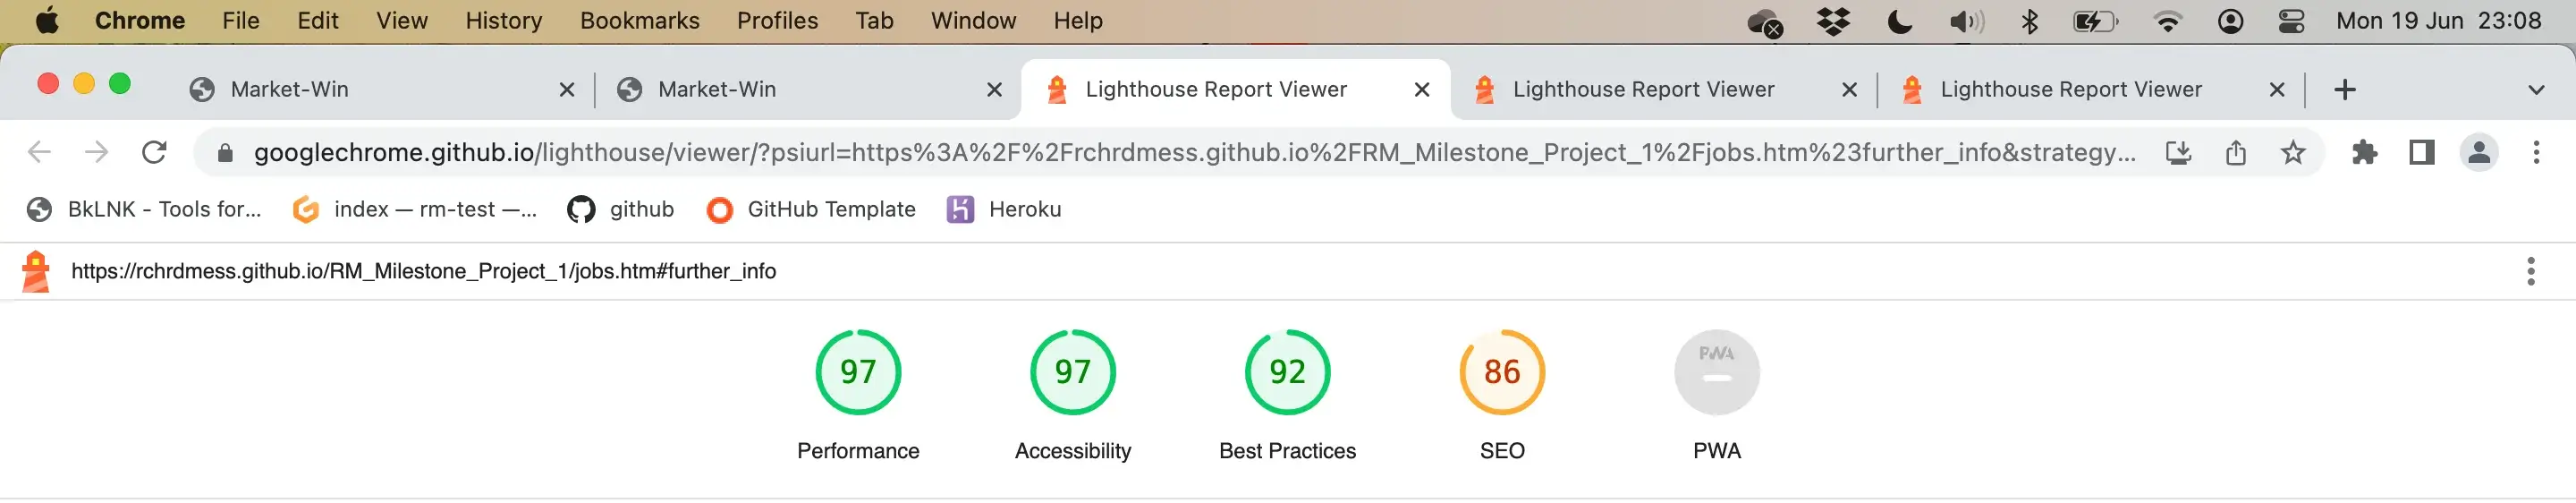 Chrome File Edit View History Bookmarks Profiles Tab Window Help Mon 19 Jun 23:08
Market-Win Market-Win Lighthouse Report Viewer Lighthouse Report Viewer Lighthouse Report Viewer
googlechrome.github.io/lighthouse/viewer/?psiurl=https%3A%2F%2Frchrdmess.github.io%2FRM_Milestone_Project_1%2Fjobs.htm%23further_info&strategy...
BkLNK - Tools for... index — rm-test —... github GitHub Template Heroku
https://rchrdmess.github.io/RM_Milestone_Project_1/jobs.htm#further_info
97 97 92 86 PWA
Performance Accessibility Best Practices SEO PWA